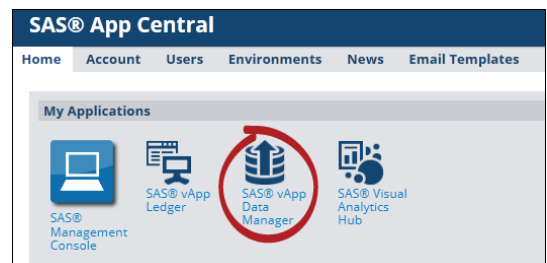 SAS® App Central
Home Account Users Environments News Email Templates
My Applications
SAS®
Management
Console
SAS® vApp
Ledger
SAS® vApp
Data
Manager
SAS® Visual
Analytics
Hub